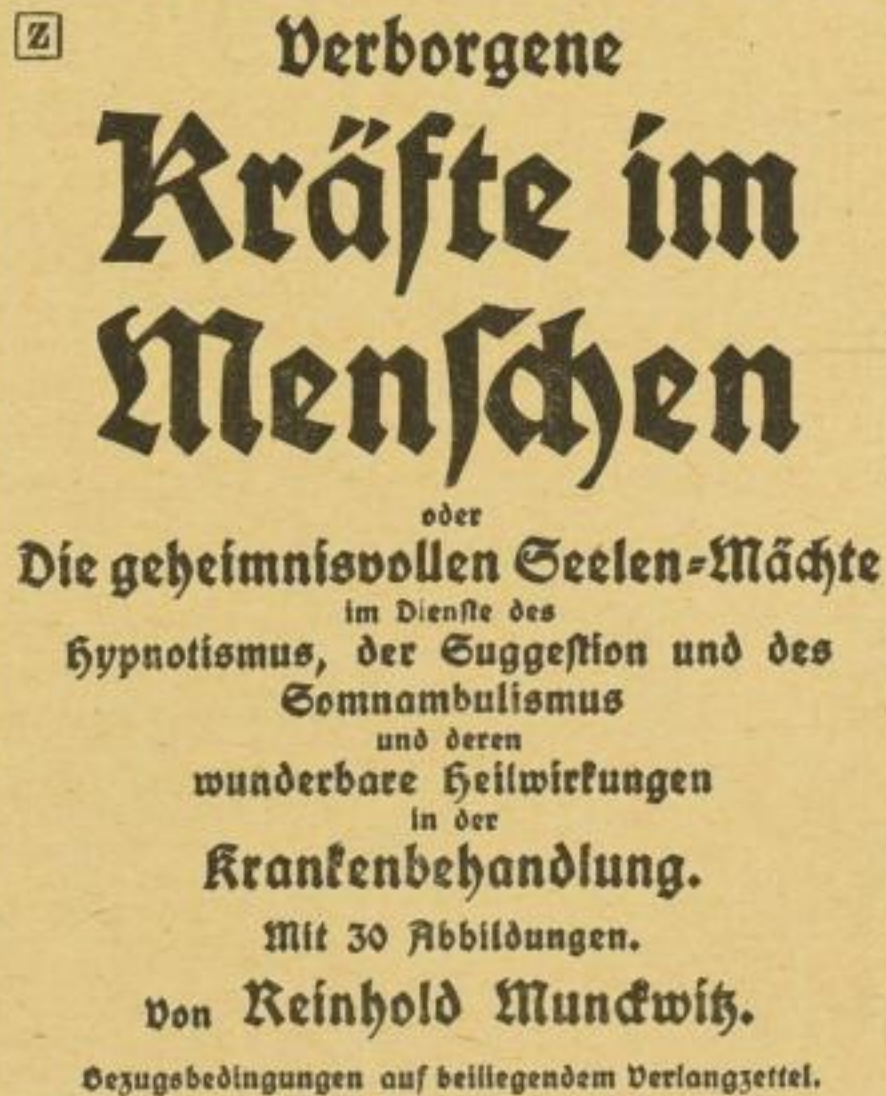 Z
Verborgene
Kräfte im
Menschen
oder
Die geheimnisvollen Seelen-Mächte
im Dienste des
Hypnotismus, der Suggestion und des
Somnambulismus
und deren
wunderbare Heilwirkungen
in der
Krankenbehandlung.
Mit 30 Abbildungen.
von Reinhold Munckwitz.
Bezugsbedingungen auf beiliegendem Verlangzettel.